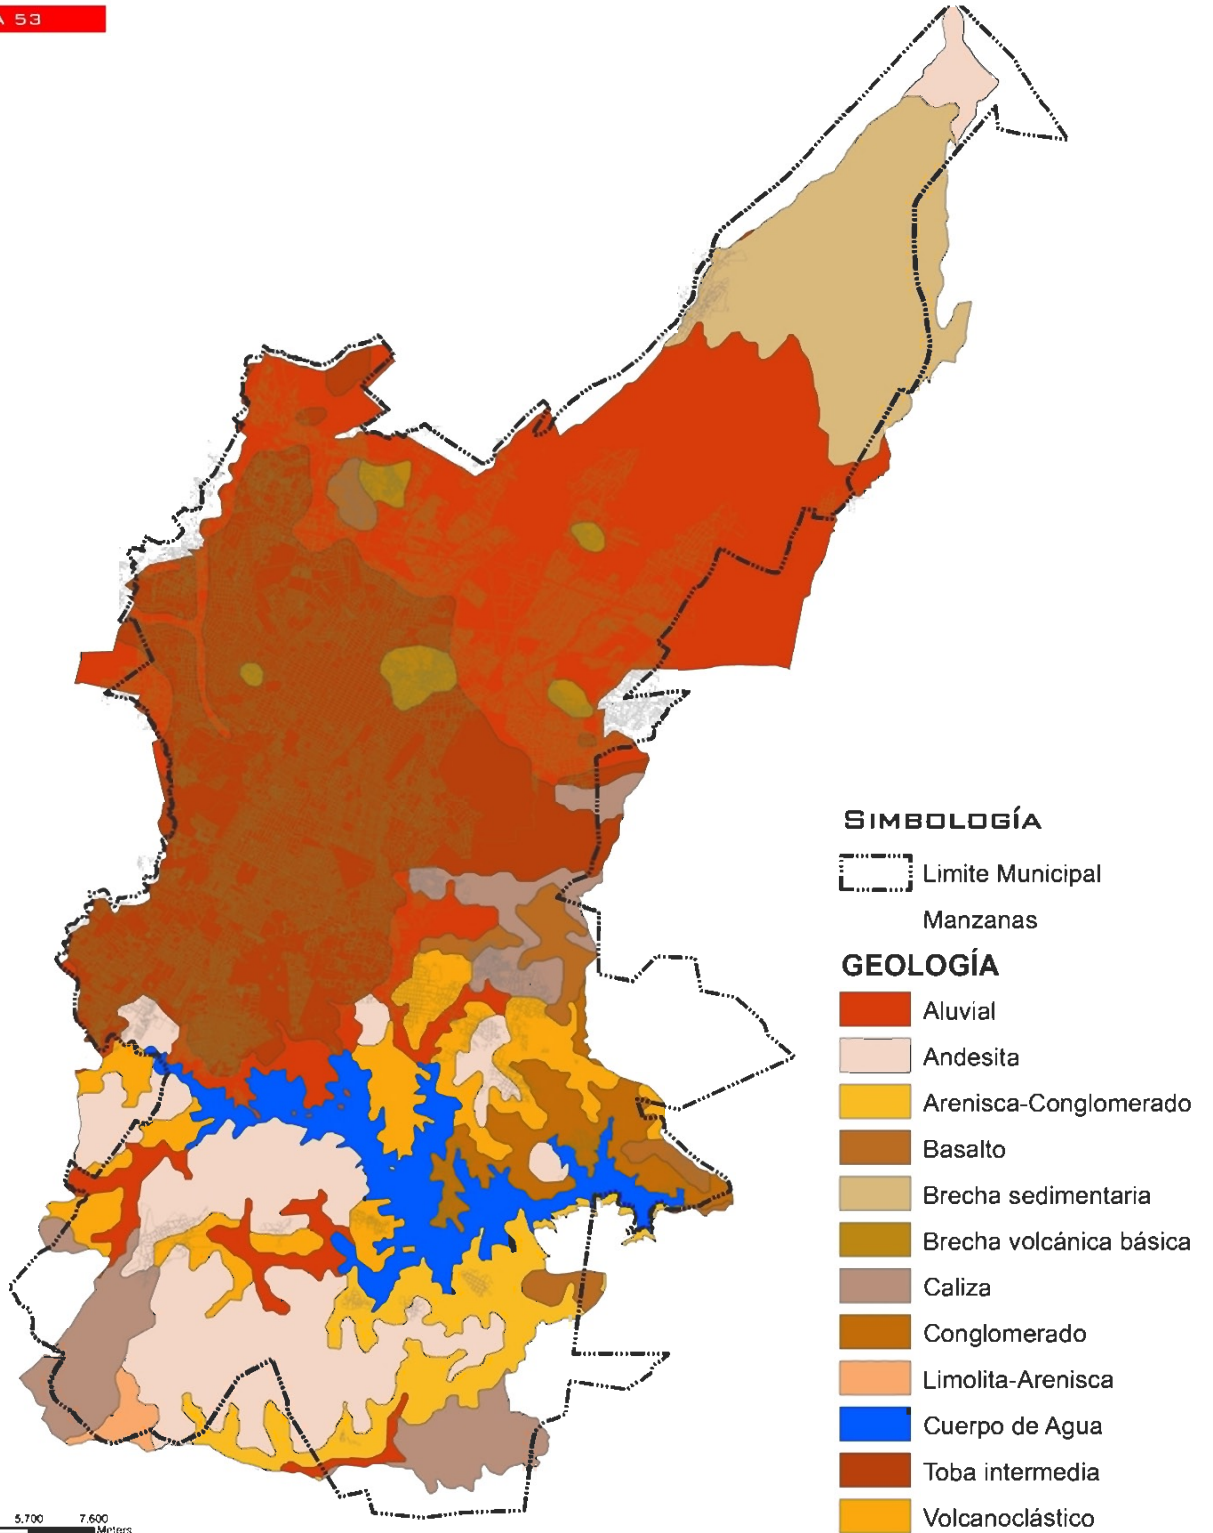 A 53
SIMBOLOGÍA
Limite Municipal
Manzanas
GEOLOGÍA
Aluvial
Andesita
Arenisca-Conglomerado
Basalto
Brecha sedimentaria
Brecha volcánica básica
Caliza
Conglomerado
Limolita-Arenisca
Cuerpo de Agua
Toba intermedia
Volcanoclástico
5,700 7,600
Meters